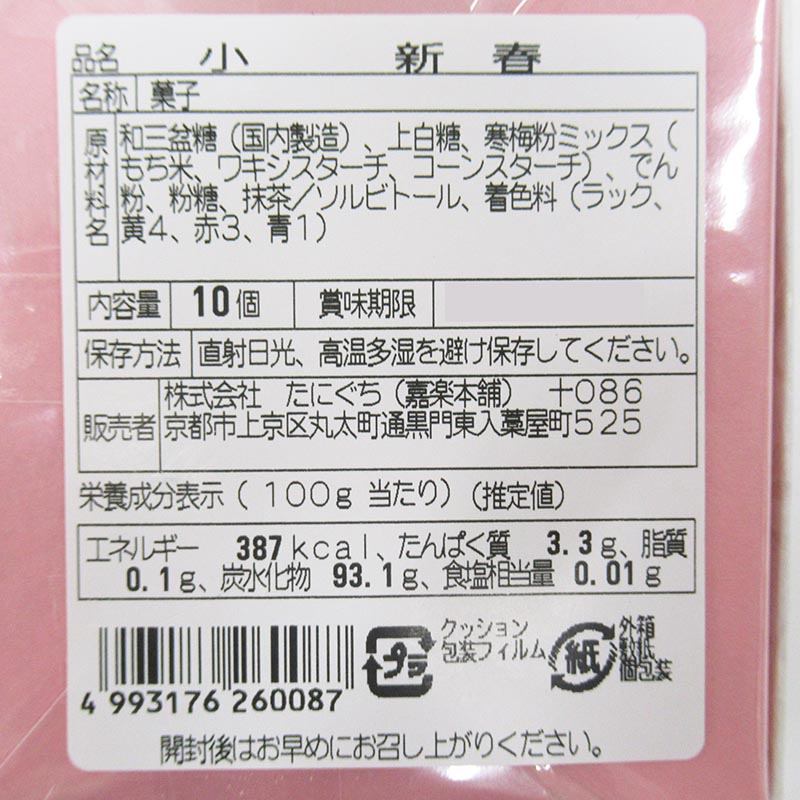 品名 小 新春
名称 菓子
原材料名 和三盆糖（国内製造）、上白糖、寒梅粉ミックス（
もち米、ワキシスターチ、コーンスターチ）、でん
粉、粉糖、抹茶／ソルビトール、着色料（ラック、
黄４、赤３、青１）
内容量 10個 賞味期限
保存方法 直射日光、高温多湿を避け保存してください。
販売者 株式会社 たにぐち（嘉楽本舗） 〒086
京都市上京区丸太町通黒門東入藁屋町５２５
栄養成分表示（１００ｇ当たり）（推定値）
エネルギー 387ｋｃａｌ、たんぱく質 3.3ｇ、脂質
0.1ｇ、炭水化物 93.1ｇ、食塩相当量 0.01ｇ
プラ クッション
包装フィルム
紙 外箱
敷紙
個包装
4 993176 260087
開封後はお早めにお召し上がりください。